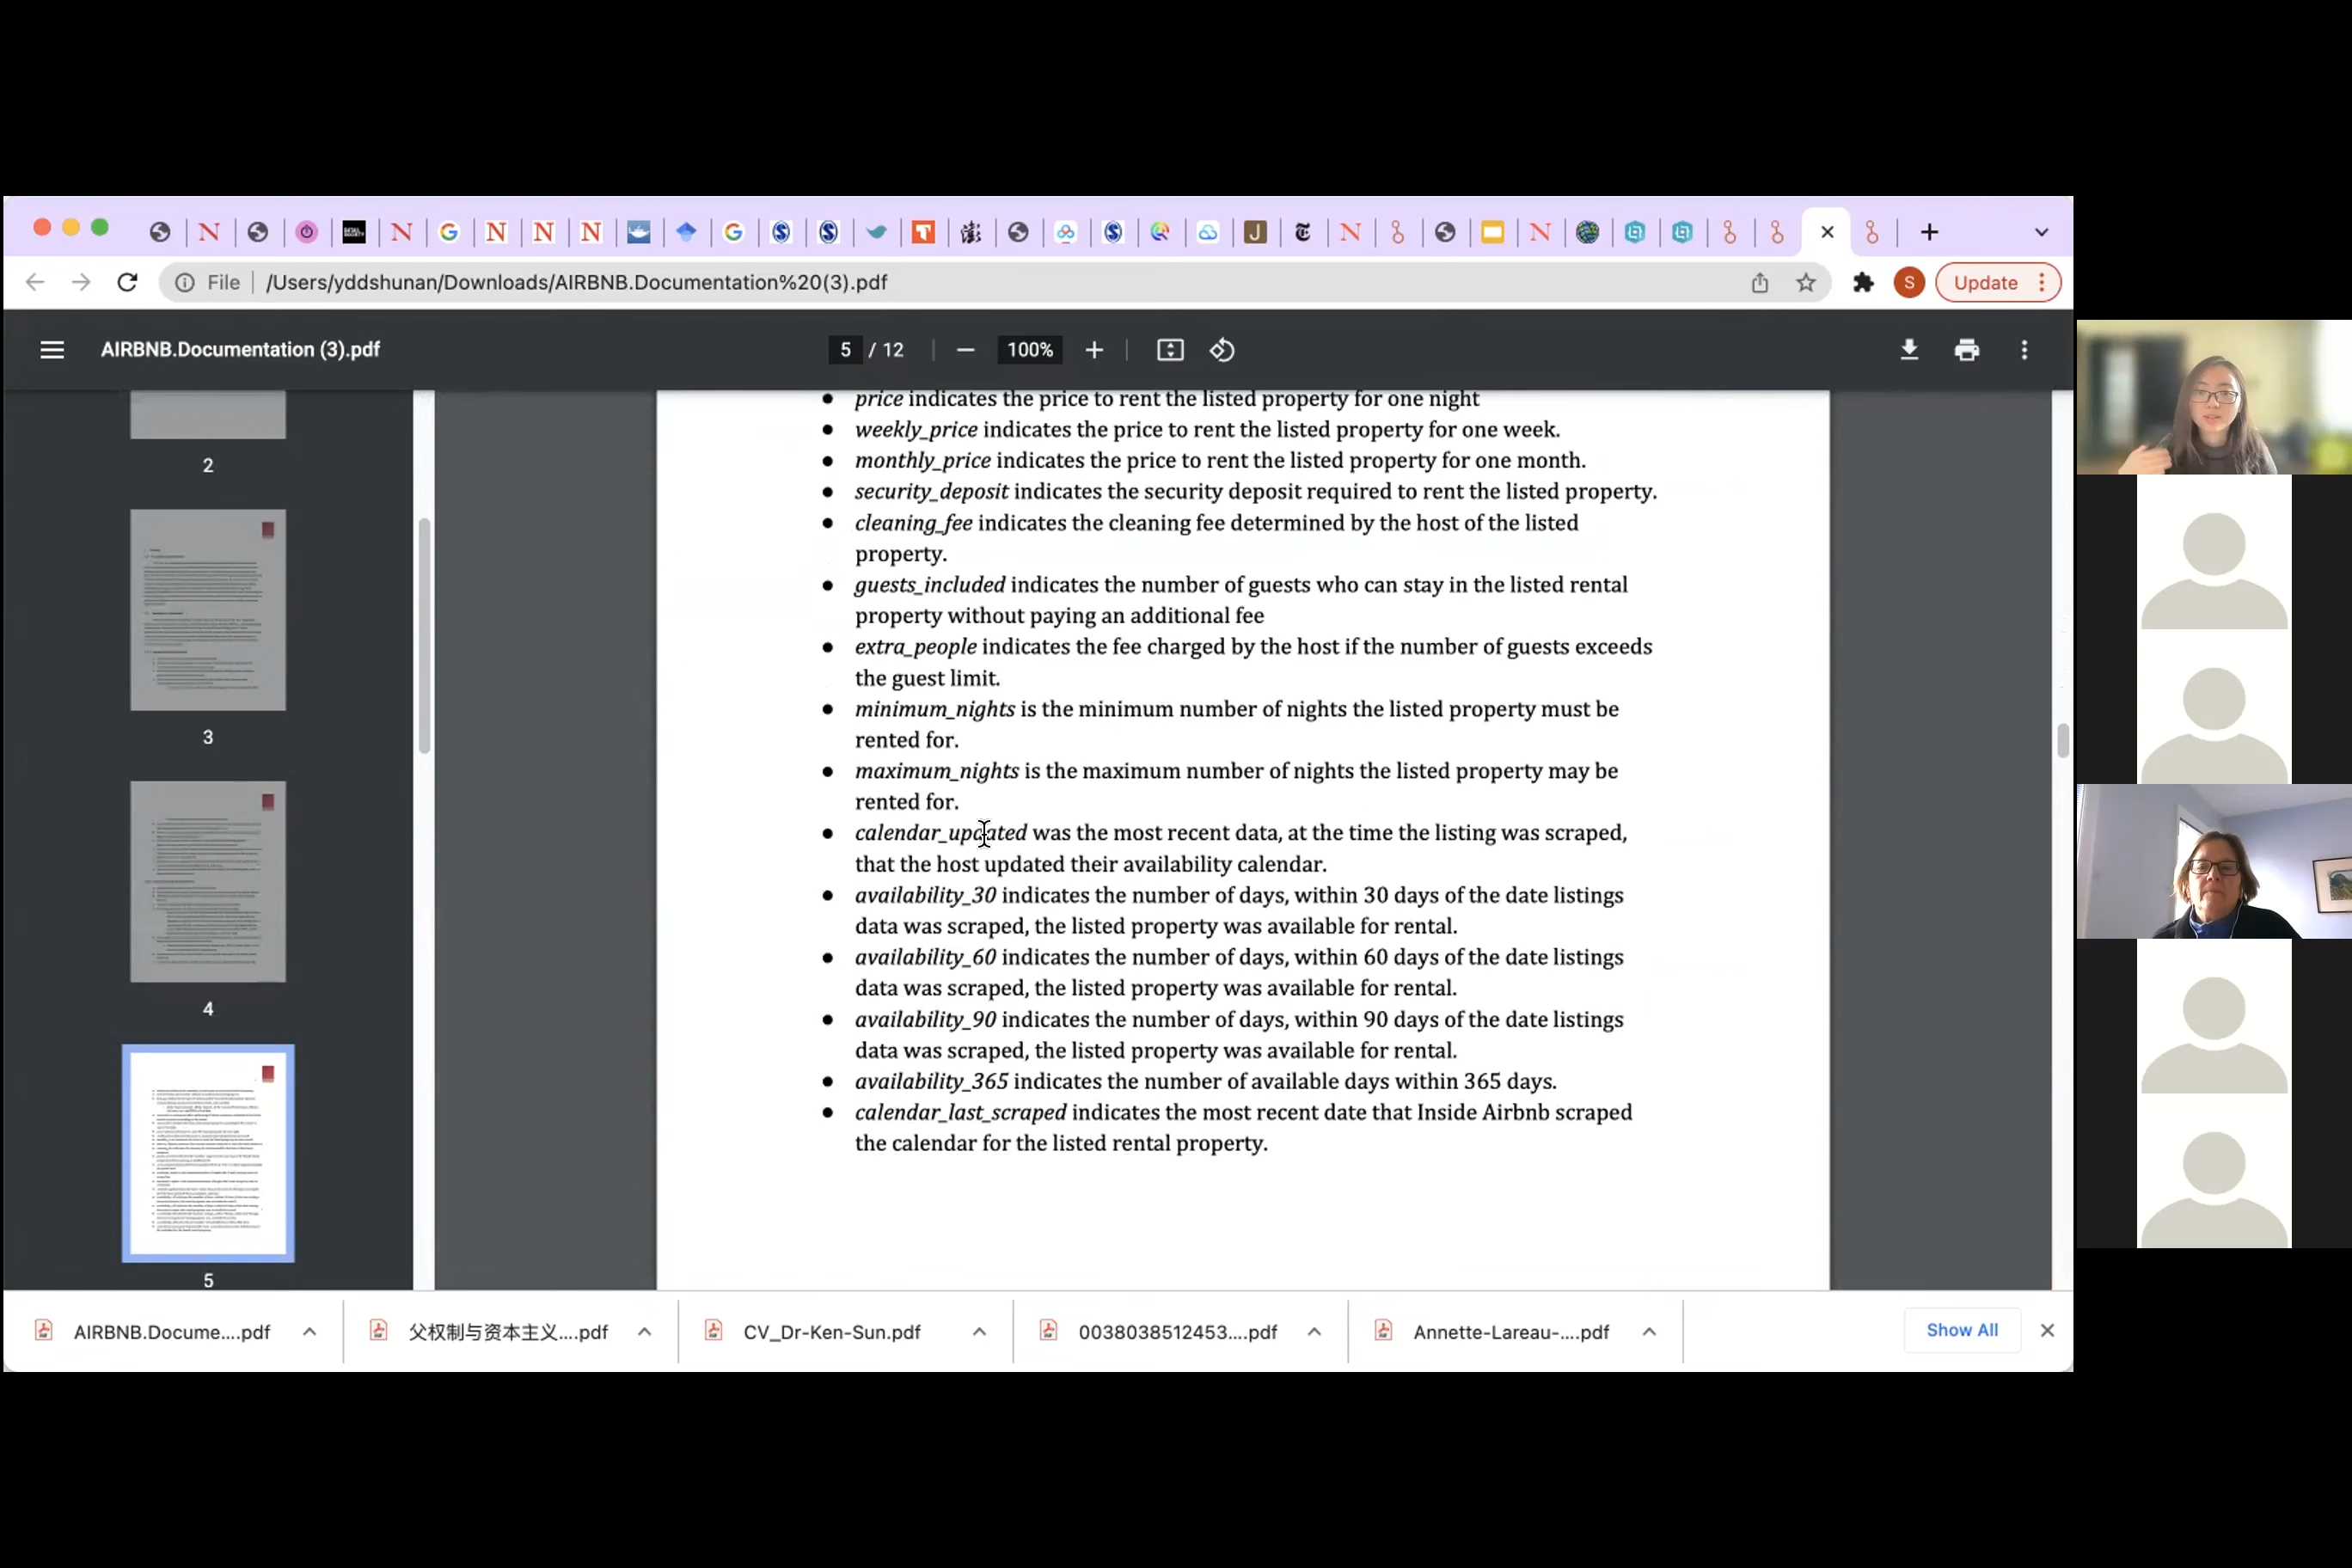 File
/Users/yddshunan/Downloads/AIRBNB.Documentation%20(3).pdf
S
Update
AIRBNB.Documentation (3).pdf
5 / 12
100%
2
3
4
5
• price indicates the price to rent the listed property for one night
• weekly_price indicates the price to rent the listed property for one week.
• monthly_price indicates the price to rent the listed property for one month.
• security_deposit indicates the security deposit required to rent the listed property.
• cleaning_fee indicates the cleaning fee determined by the host of the listed
property.
• guests_included indicates the number of guests who can stay in the listed rental
property without paying an additional fee
• extra_people indicates the fee charged by the host if the number of guests exceeds
the guest limit.
• minimum_nights is the minimum number of nights the listed property must be
rented for.
• maximum_nights is the maximum number of nights the listed property may be
rented for.
• calendar_updated was the most recent data, at the time the listing was scraped,
that the host updated their availability calendar.
• availability_30 indicates the number of days, within 30 days of the date listings
data was scraped, the listed property was available for rental.
• availability_60 indicates the number of days, within 60 days of the date listings
data was scraped, the listed property was available for rental.
• availability_90 indicates the number of days, within 90 days of the date listings
data was scraped, the listed property was available for rental.
• availability_365 indicates the number of available days within 365 days.
• calendar_last_scraped indicates the most recent date that Inside Airbnb scraped
the calendar for the listed rental property.
AIRBNB.Docume....pdf
父权制与资本主义....pdf
CV_Dr-Ken-Sun.pdf
0038038512453....pdf
Annette-Lareau-....pdf
Show All